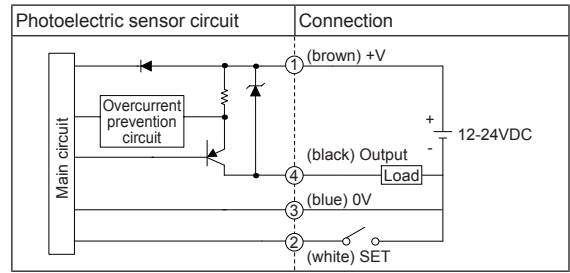 Photoelectric sensor circuit
Connection
Main circuit
Overcurrent
prevention
circuit
1
(brown) +V
+
-
12-24VDC
(black) Output
4
Load
(blue) 0V
3
2
(white) SET